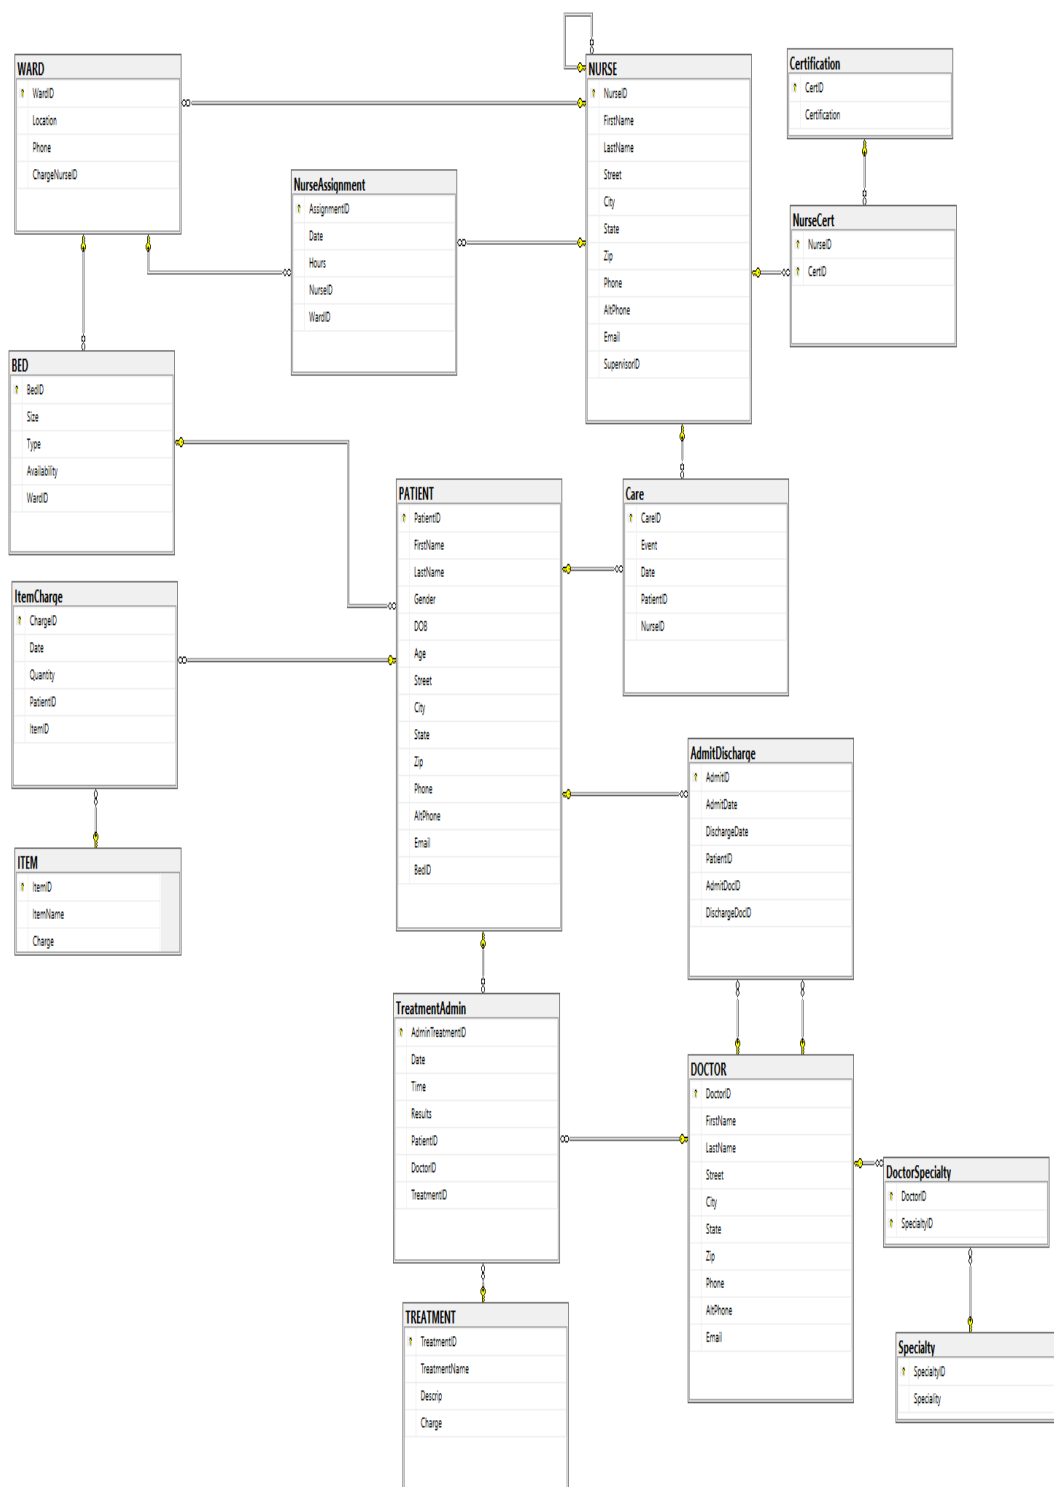 WARD
WardID
Location
Phone
ChargeNurseID
NURSE
NurseID
FirstName
LastName
Street
City
State
Zip
Phone
AltPhone
Email
SupervisorID
Certification
CertID
Certification
NurseAssignment
AssignmentID
Date
Hours
NurseID
WardID
NurseCert
NurseID
CertID
BED
BedID
Size
Type
Availability
WardID
PATIENT
PatientID
FirstName
LastName
Gender
DOB
Age
Street
City
State
Zip
Phone
AltPhone
Email
BedID
Care
CareID
Event
Date
PatientID
NurseID
ItemCharge
ChargeID
Date
Quantity
PatientID
ItemID
AdmitDischarge
AdmitID
AdmitDate
DischargeDate
PatientID
AdmitDocID
DischargeDocID
ITEM
ItemID
ItemName
Charge
TreatmentAdmin
AdminTreatmentID
Date
Time
Results
PatientID
DoctorID
TreatmentID
DOCTOR
DoctorID
FirstName
LastName
Street
City
State
Zip
Phone
AltPhone
Email
DoctorSpecialty
DoctorID
SpecialtyID
TREATMENT
TreatmentID
TreatmentName
Descrip
Charge
Specialty
SpecialtyID
Speciality